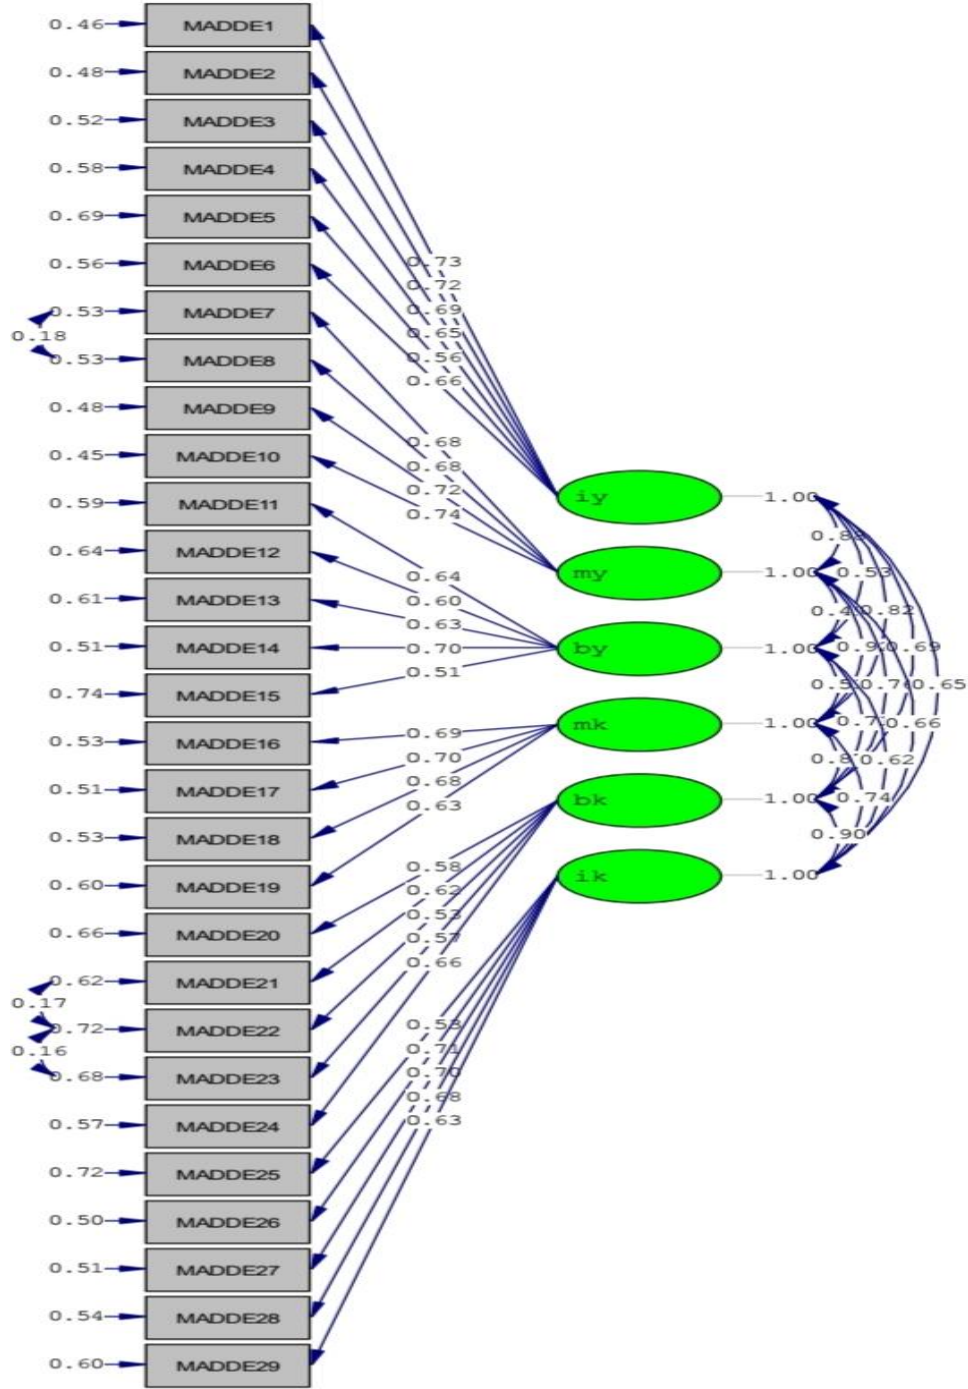 0.46 MADDE1
0.48 MADDE2
0.52 MADDE3
0.58 MADDE4
0.69 MADDE5
0.56 MADDE6
0.73
0.72
0.53 MADDE7
0.69
0.18
0.65
0.53 MADDE8
0.56
0.66
0.48 MADDE9
0.68
0.45 MADDE10
0.68
0.72
iy 1.00
0.59 MADDE11
0.74
0.64 MADDE12
my 1.00 0.53
0.64
0.61 MADDE13
0.60
0.82
0.63
0.51 MADDE14
0.70
by 1.00 0.69
0.51
0.74 MADDE15
0.65
mk 1.00 0.66
0.53 MADDE16
0.69
0.70
0.62
0.51 MADDE17
0.68
bk 1.00 0.74
0.63
0.53 MADDE18
0.90
0.58
ik 1.00
0.60 MADDE19
0.62
0.53
0.66 MADDE20
0.57
0.66
0.62 MADDE21
0.17
0.53
0.72 MADDE22
0.71
0.16
0.70
0.68 MADDE23
0.68
0.63
0.57 MADDE24
0.72 MADDE25
0.50 MADDE26
0.51 MADDE27
0.54 MADDE28
0.60 MADDE29